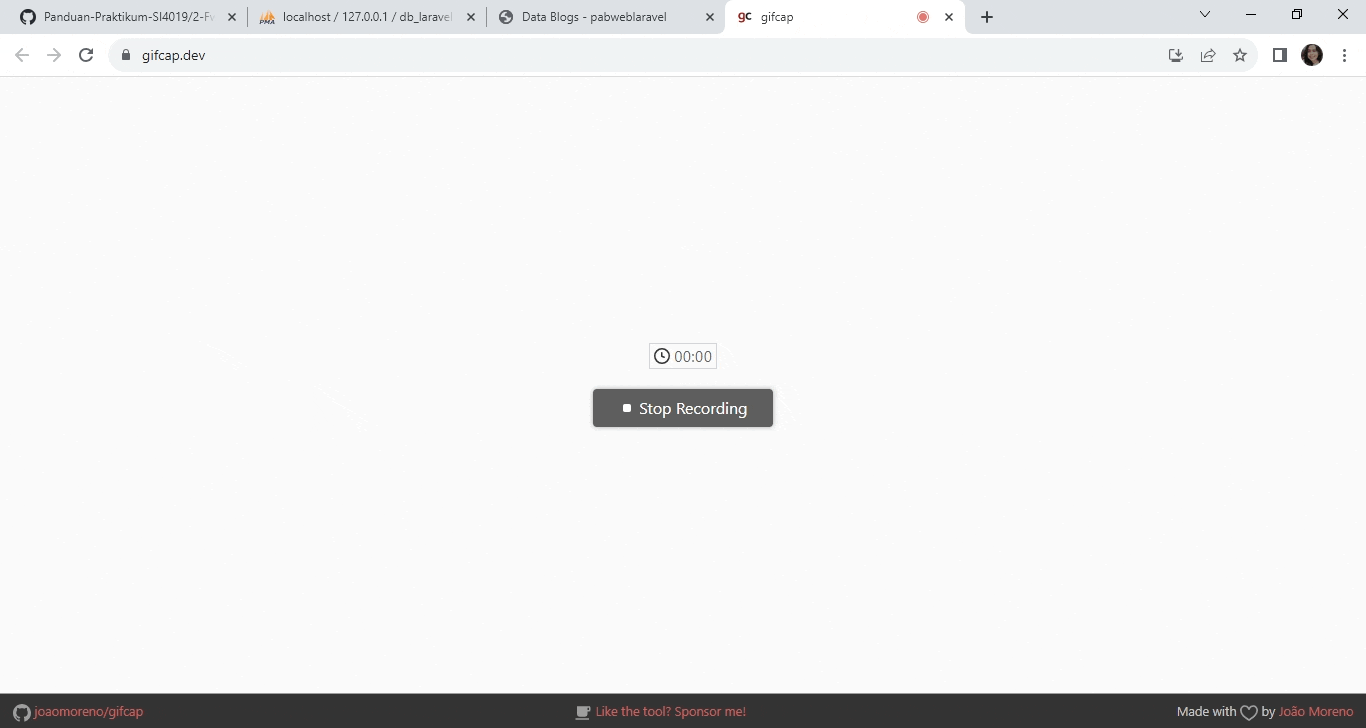 Panduan-Praktikum-SI4019/2-Fw
localhost / 127.0.0.1 / db_laravel
Data Blogs - pabweblaravel
gc gifcap
gifcap.dev
00:00
Stop Recording
joaomoreno/gifcap
Like the tool? Sponsor me!
Made with by João Moreno